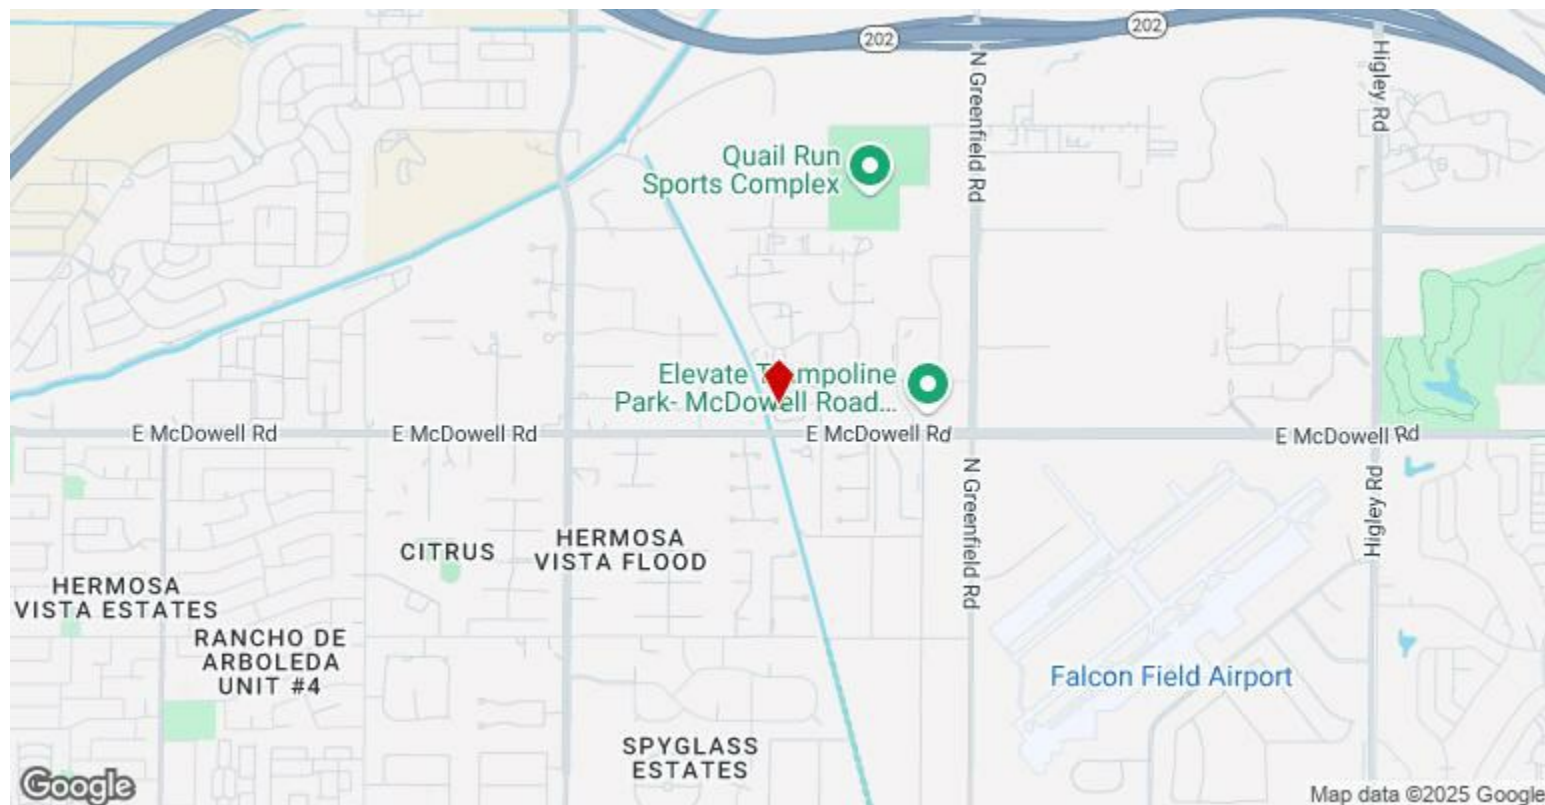 202
202
N Greenfield Rd
Higley Rd
Quail Run
Sports Complex
Elevate Trampoline
Park- McDowell Road...
E McDowell Rd
E McDowell Rd
E McDowell Rd
E McDowell Rd
N Greenfield Rd
Higley Rd
CITRUS
HERMOSA
VISTA FLOOD
HERMOSA
VISTA ESTATES
RANCHO DE
ARBOLEDA
UNIT #4
Falcon Field Airport
SPYGLASS
ESTATES
Google
Map data ©2025 Google